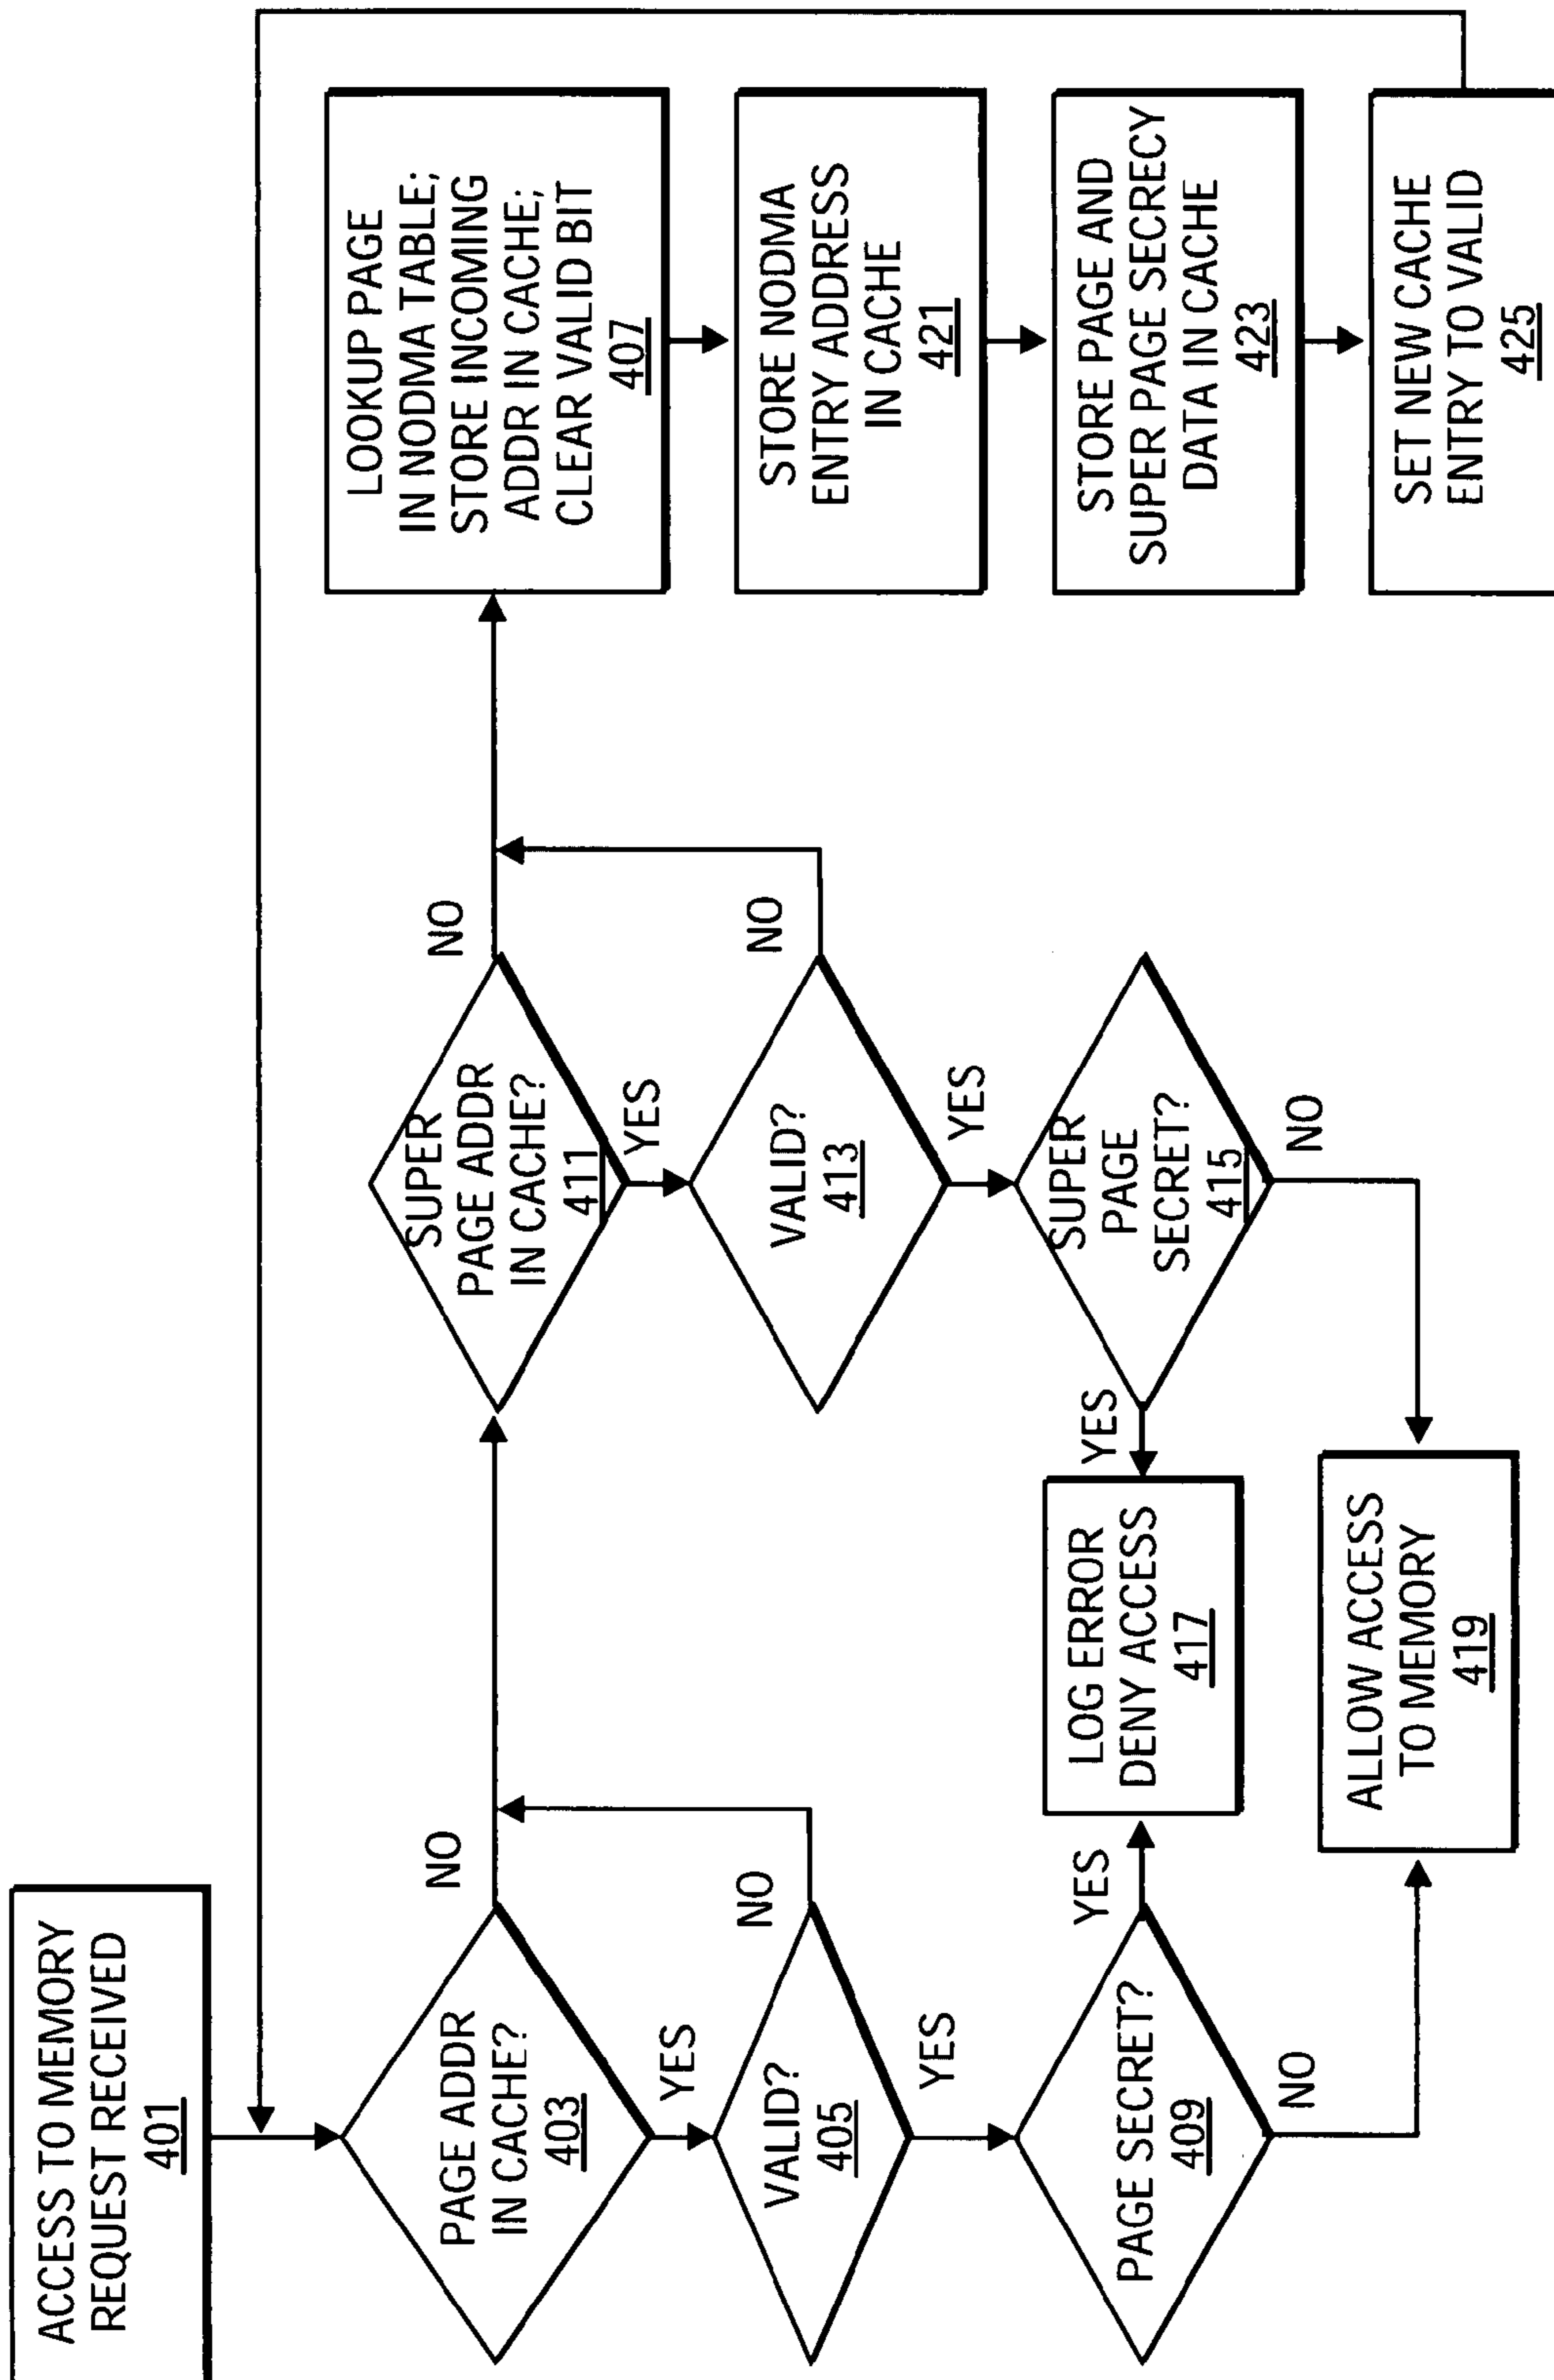 ACCESS TO MEMORY
REQUEST RECEIVED
401
PAGE ADDR
IN CACHE?
403
NO
YES
VALID?
405
NO
YES
PAGE SECRET?
409
YES
NO
LOG ERROR
DENY ACCESS
417
ALLOW ACCESS
TO MEMORY
419
SUPER
PAGE ADDR
IN CACHE?
411
NO
YES
VALID?
413
NO
YES
SUPER
PAGE
SECRET?
415
YES
NO
LOOKUP PAGE
IN NODMA TABLE;
STORE INCOMING
ADDR IN CACHE;
CLEAR VALID BIT
407
STORE NODMA
ENTRY ADDRESS
IN CACHE
421
STORE PAGE AND
SUPER PAGE SECRECY
DATA IN CACHE
423
SET NEW CACHE
ENTRY TO VALID
425